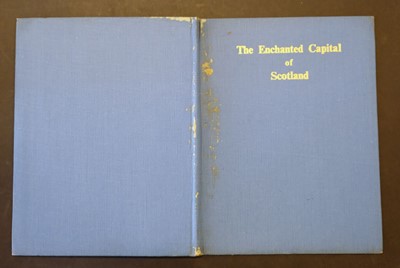 The Enchanted Capital
of
Scotland